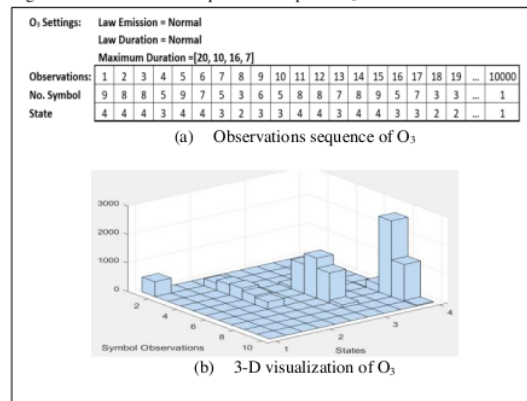 O₃ Settings: Law Emission = Normal
Law Duration = Normal
Maximum Duration =[20, 10, 16, 7]
Observations: 1 2 3 4 5 6 7 8 9 10 11 12 13 14 15 16 17 18 19 ... 10000
No. Symbol 9 8 8 5 9 7 5 3 6 5 8 8 7 8 9 5 7 3 3 ... 1
State 4 4 4 3 4 4 3 2 3 3 4 4 3 4 4 3 3 2 2 ... 1
(a) Observations sequence of O₃
3000
2000
1000
0
2
4
6
8
10
1
2
3
4
Symbol Observations
States
(b) 3-D visualization of O₃